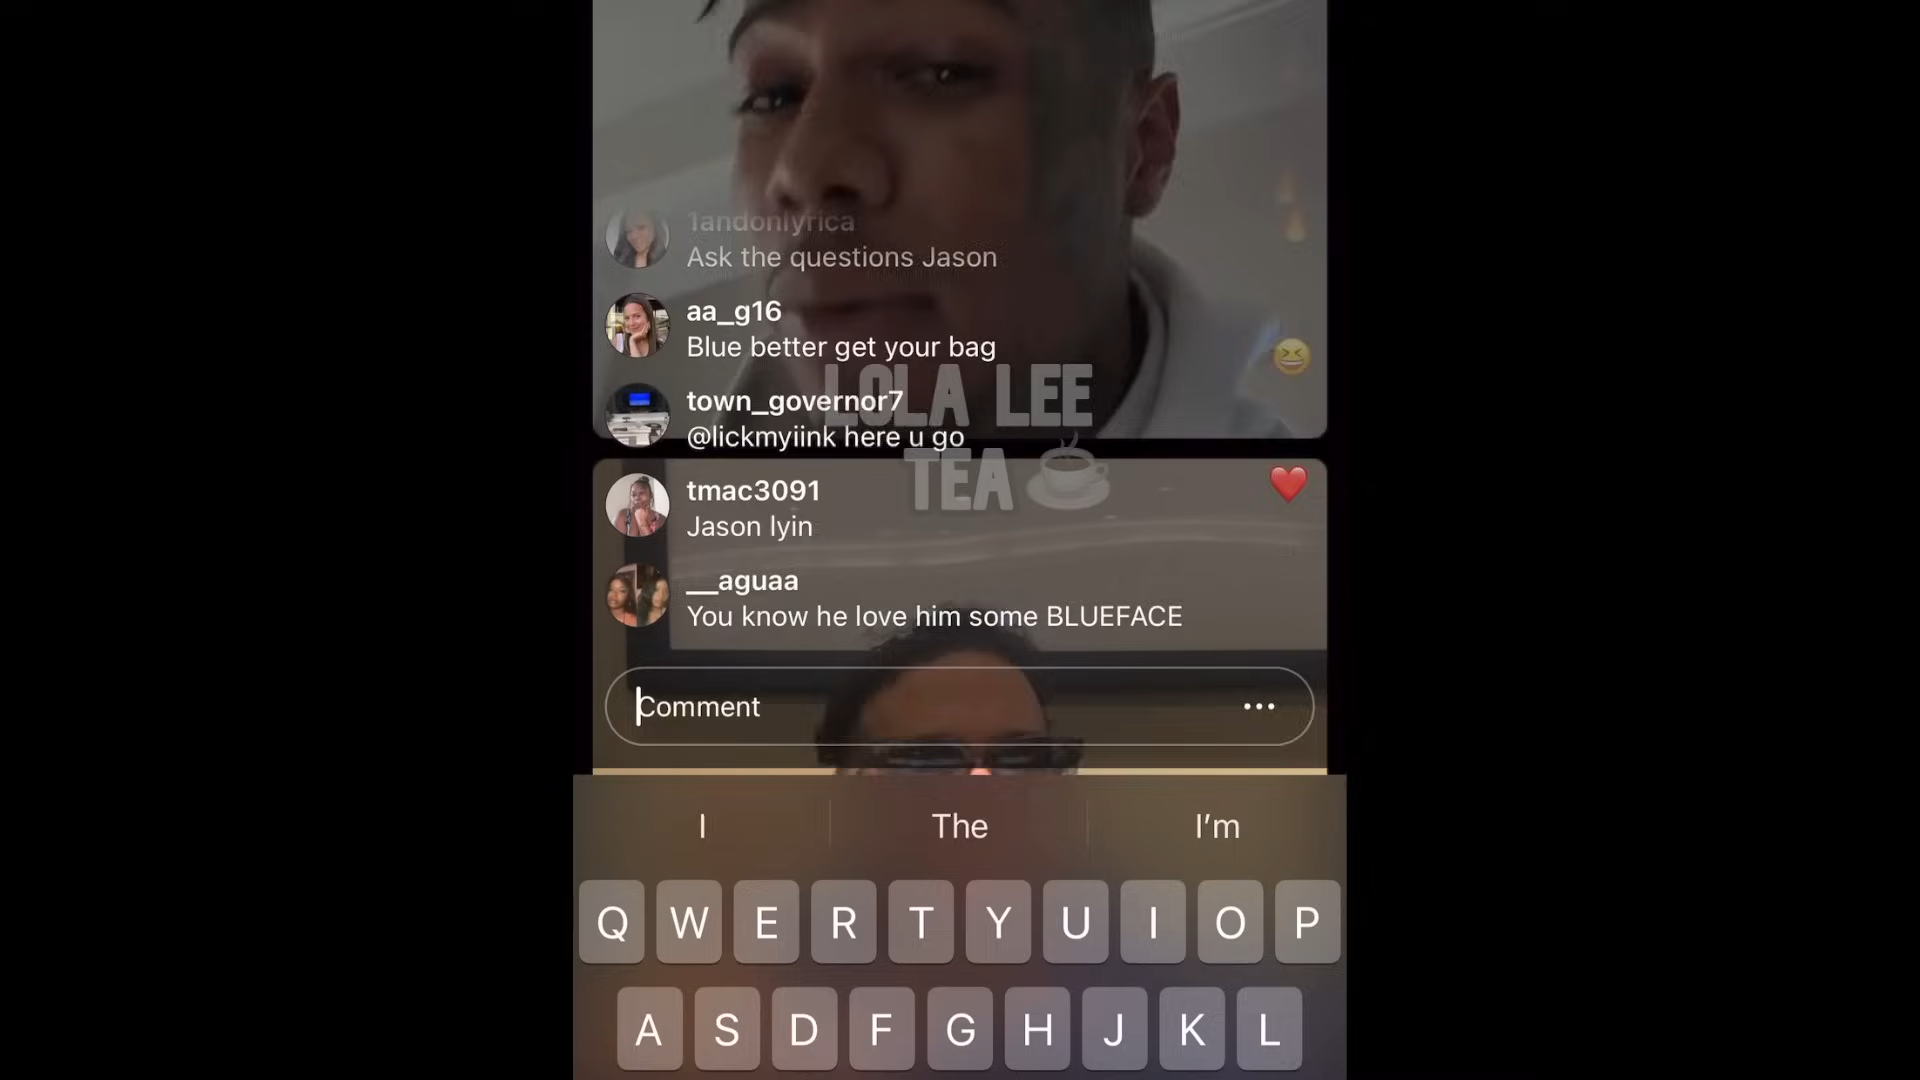 1andonlyrica
Ask the questions Jason
aa_g16
Blue better get your bag
town_governor7
@lickmyiink here u go
LOLA LEE
TEA
tmac3091
Jason lyin
__aguaa
You know he love him some BLUEFACE
Comment
I The I’m
Q W E R T Y U I O P
A S D F G H J K L